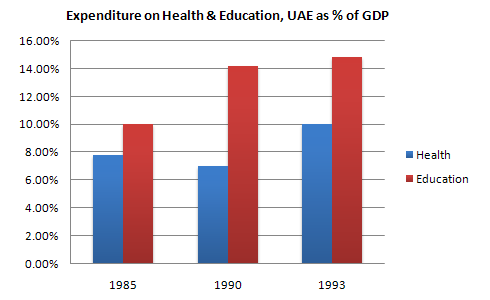 Expenditure on Health & Education, UAE as % of GDP
16.00%
14.00%
12.00%
10.00%
8.00%
6.00%
4.00%
2.00%
0.00%
1985 1990 1993
Health
Education